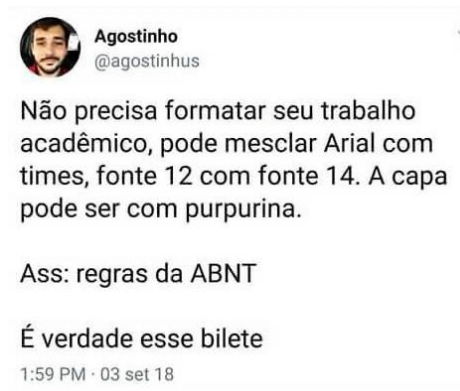 Agostinho
@agostinhus
Não precisa formatar seu trabalho
acadêmico, pode mesclar Arial com
times, fonte 12 com fonte 14. A capa
pode ser com purpurina.
Ass: regras da ABNT
É verdade esse bilete
1:59 PM · 03 set 18